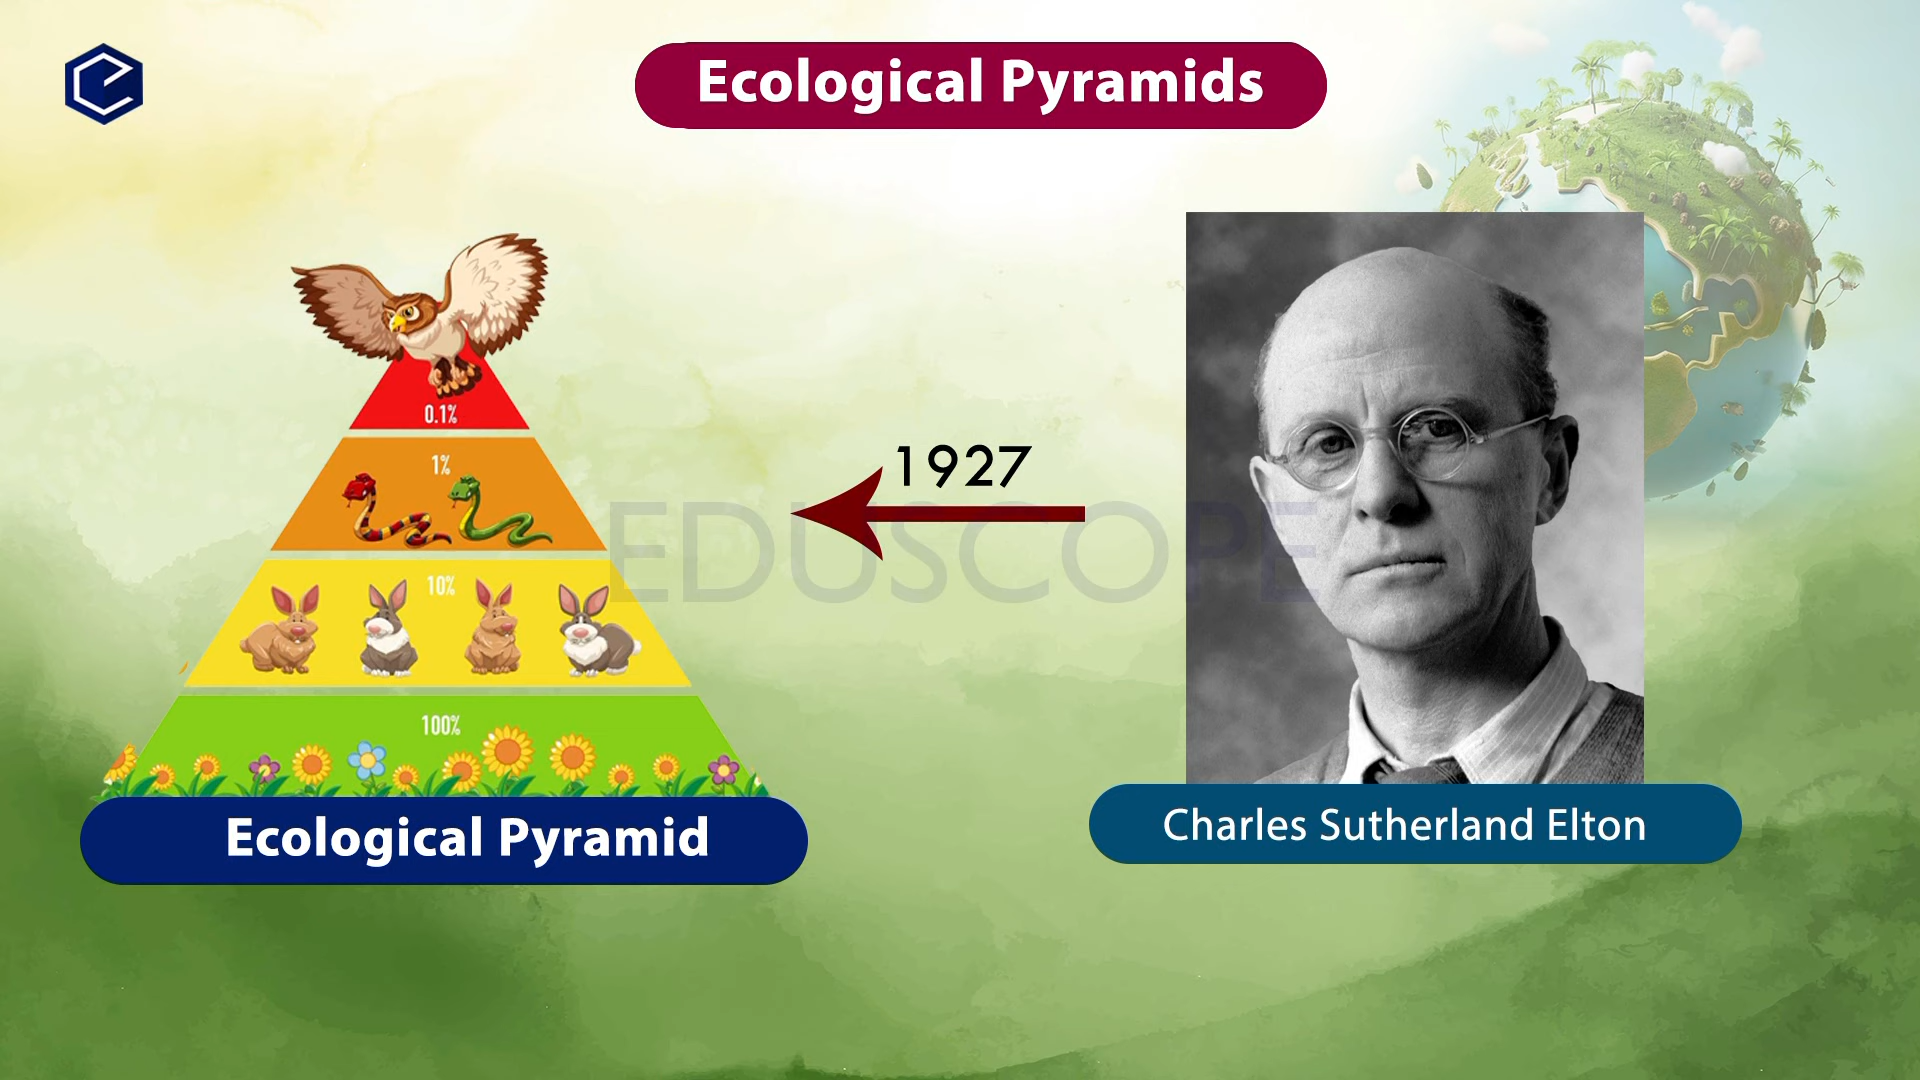 Ecological Pyramids
0.1%
1%
10%
100%
Ecological Pyramid
1927
EDUSCOPE
Charles Sutherland Elton